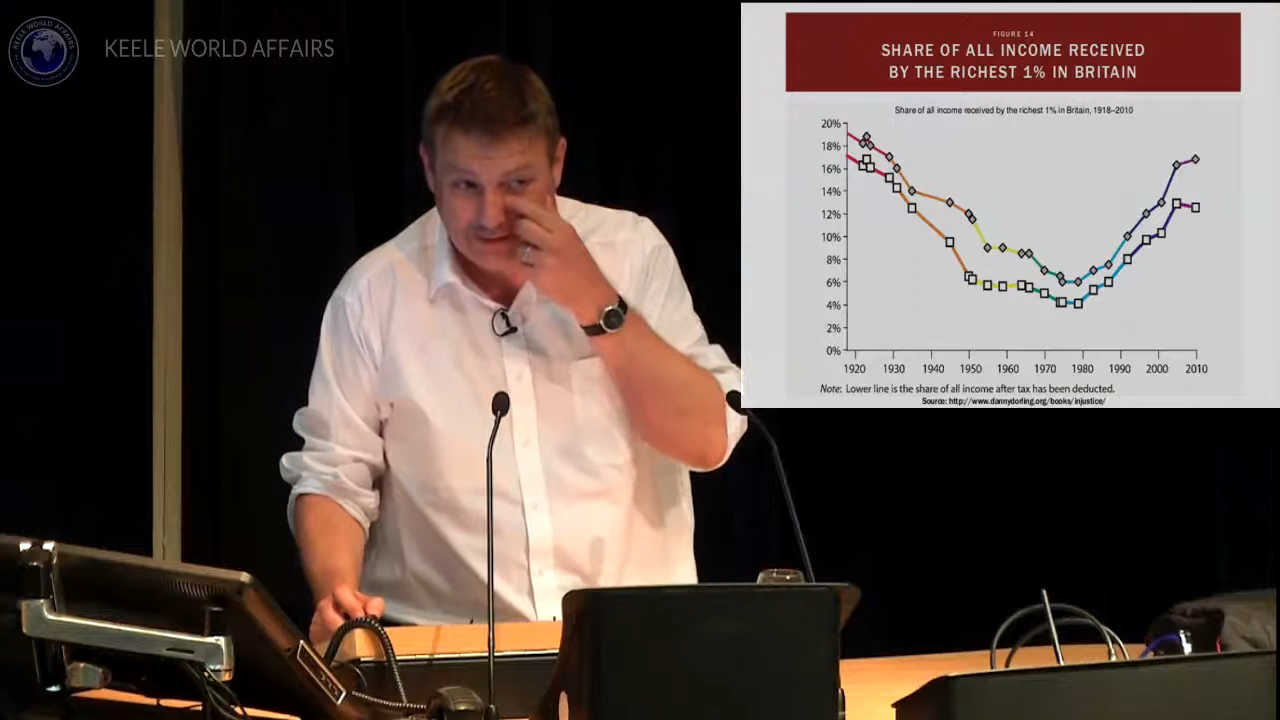 KEELE WORLD AFFAIRS
KEELE WORLD AFFAIRS
FIGURE 14
SHARE OF ALL INCOME RECEIVED
BY THE RICHEST 1% IN BRITAIN
Share of all income received by the richest 1% in Britain, 1918–2010
20%
18%
16%
14%
12%
10%
8%
6%
4%
2%
0%
1920 1930 1940 1950 1960 1970 1980 1990 2000 2010
Note: Lower line is the share of all income after tax has been deducted.
Source: http://www.dannydorling.org/books/injustice/